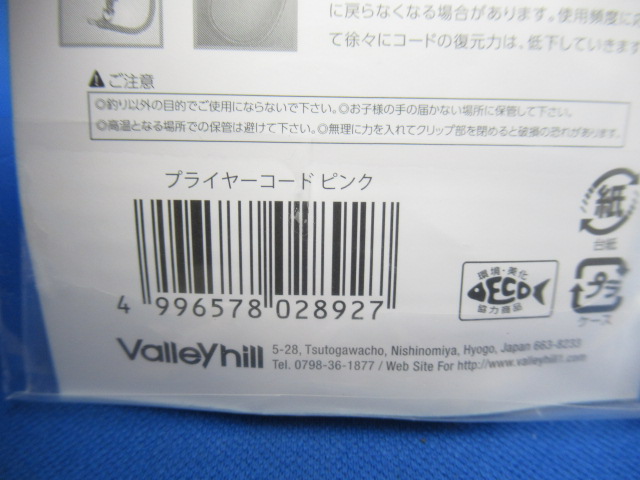 に戻らなくなる場合があります。使用頻度に
て徐々にコードの復元力は、低下していきます
ご注意
◎釣り以外の目的でご使用にならないで下さい。◎お子様の手の届かない場所に保管して下さい。
◎高温となる場所での保管は避けて下さい。◎無理に力を入れてクリップ部を閉めると破損の恐れがあります。
プライヤーコード ピンク
4 996578 028927
紙
台紙
環境・美化
ECO
協力商品
プラ
ケース
Valleyhill
5-28, Tsutogawacho, Nishinomiya, Hyogo, Japan 663-8233
Tel. 0798-36-1877 / Web Site For http://www.valleyhill1.com